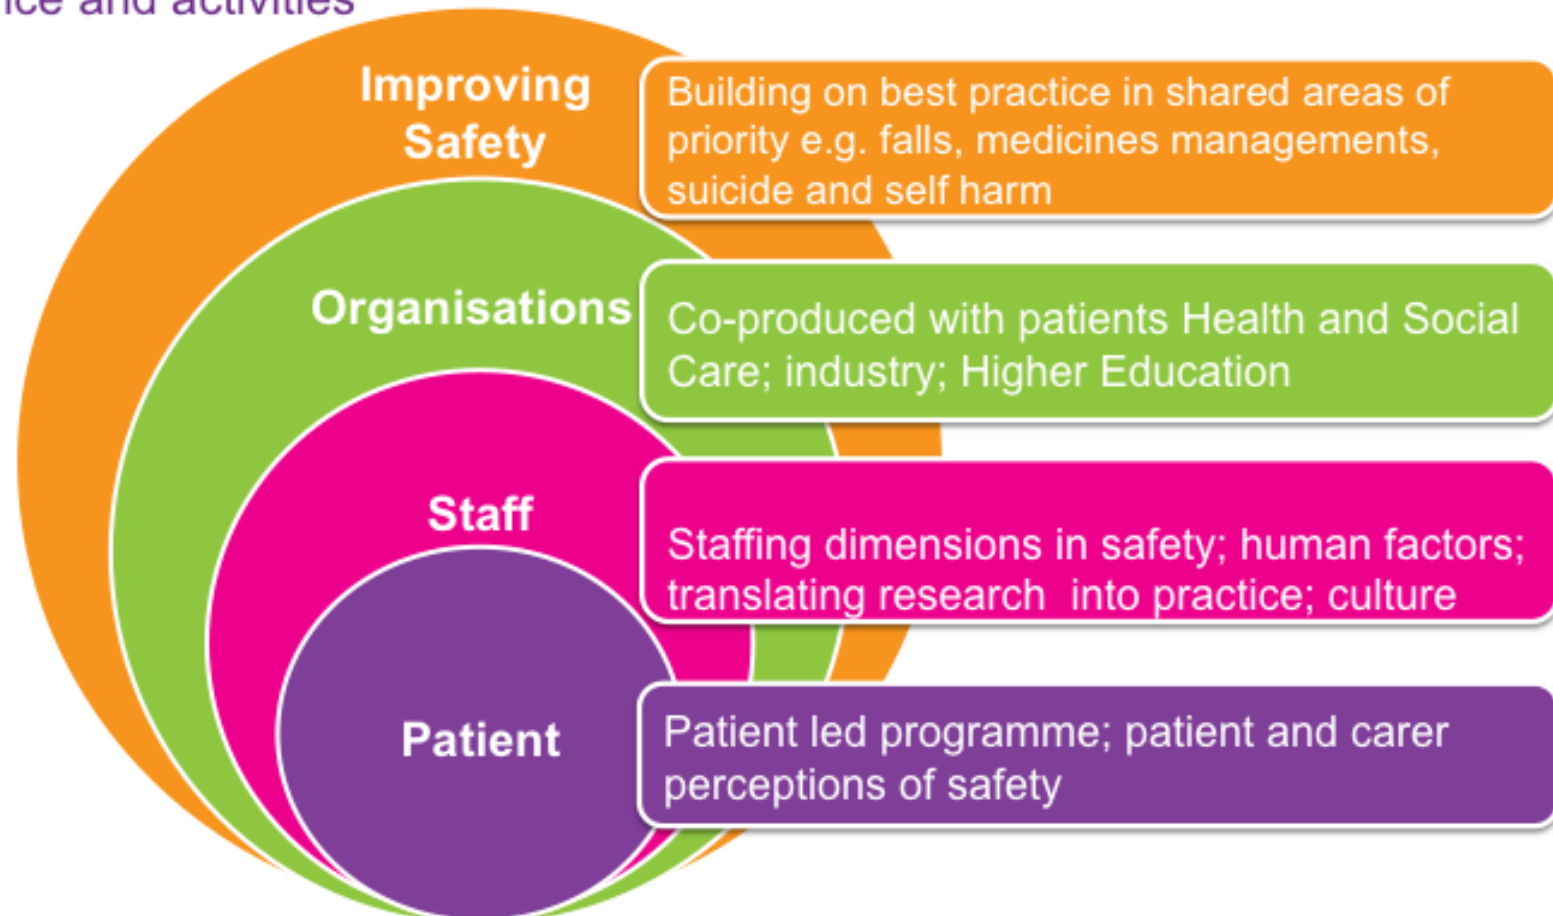 and activities
Improving
Safety
Building on best practice in shared areas of
priority e.g. falls, medicines managements,
suicide and self harm
Organisations
Co-produced with patients Health and Social
Care; industry; Higher Education
Staff
Staffing dimensions in safety; human factors;
translating research  into practice; culture
Patient
Patient led programme; patient and carer
perceptions of safety